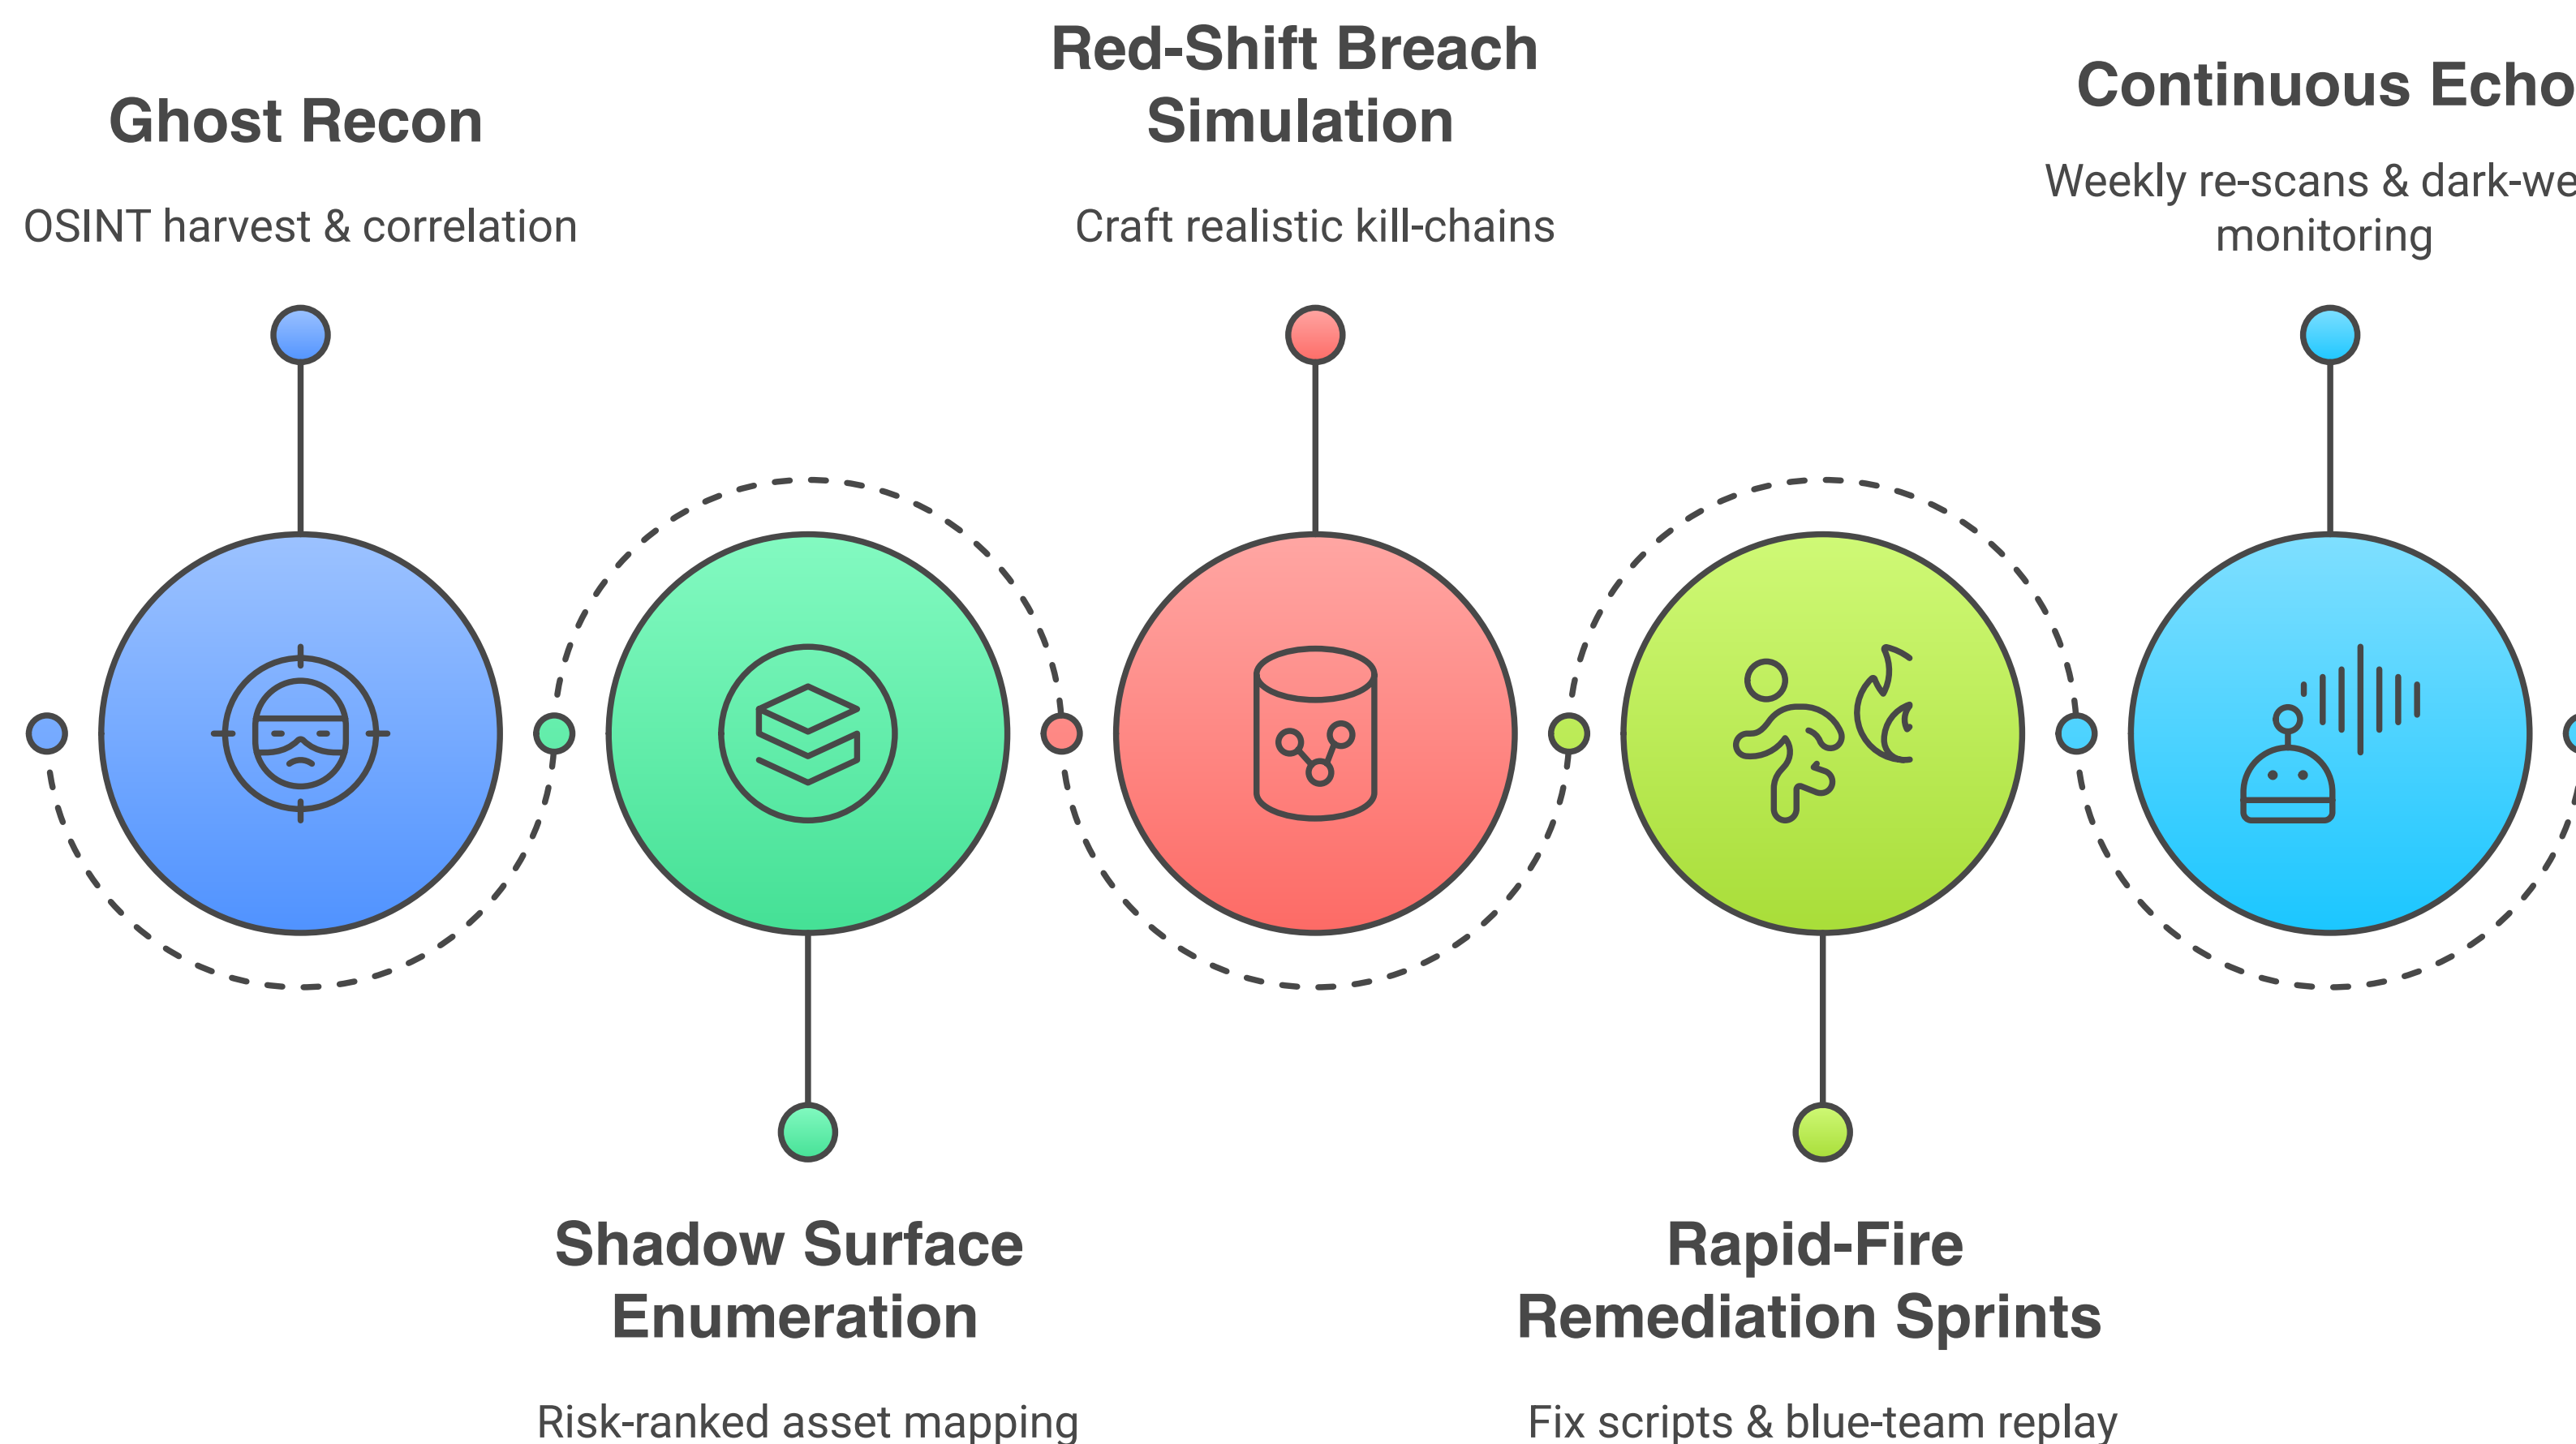 Ghost Recon
OSINT harvest & correlation
Shadow Surface
Enumeration
Risk-ranked asset mapping
Red-Shift Breach
Simulation
Craft realistic kill-chains
Rapid-Fire
Remediation Sprints
Fix scripts & blue-team replay
Continuous Echo
Weekly re-scans & dark-we
monitoring